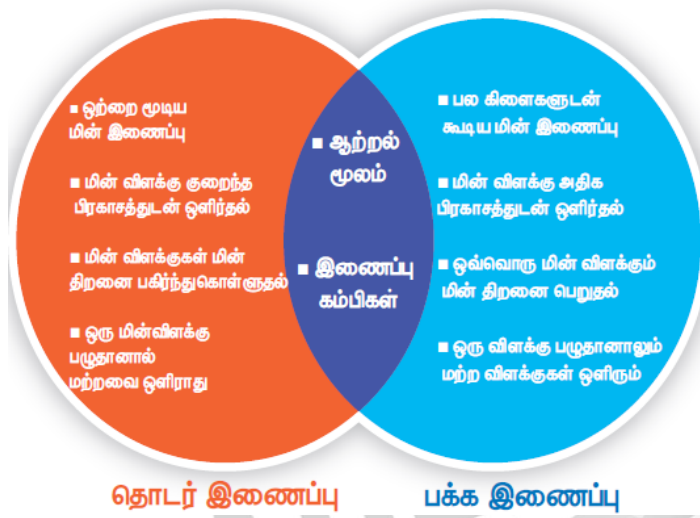 ■ ஒற்றை மூடிய
மின் இணைப்பு
■ மின் விளக்கு குறைந்த
பிரகாசத்துடன் ஒளிர்தல்
■ மின் விளக்குகள் மின்
திறனை பகிர்ந்துகொள்ளுதல்
■ ஒரு மின்விளக்கு
பழுதானால்
மற்றவை ஒளிராது
■ ஆற்றல்
மூலம்
■ இணைப்பு
கம்பிகள்
■ பல கிளைகளுடன்
கூடிய மின் இணைப்பு
■ மின் விளக்கு அதிக
பிரகாசத்துடன் ஒளிர்தல்
■ ஒவ்வொரு மின் விளக்கும்
மின் திறனை பெறுதல்
■ ஒரு விளக்கு பழுதானாலும்
மற்ற விளக்குகள் ஒளிரும்
தொடர் இணைப்பு
பக்க இணைப்பு